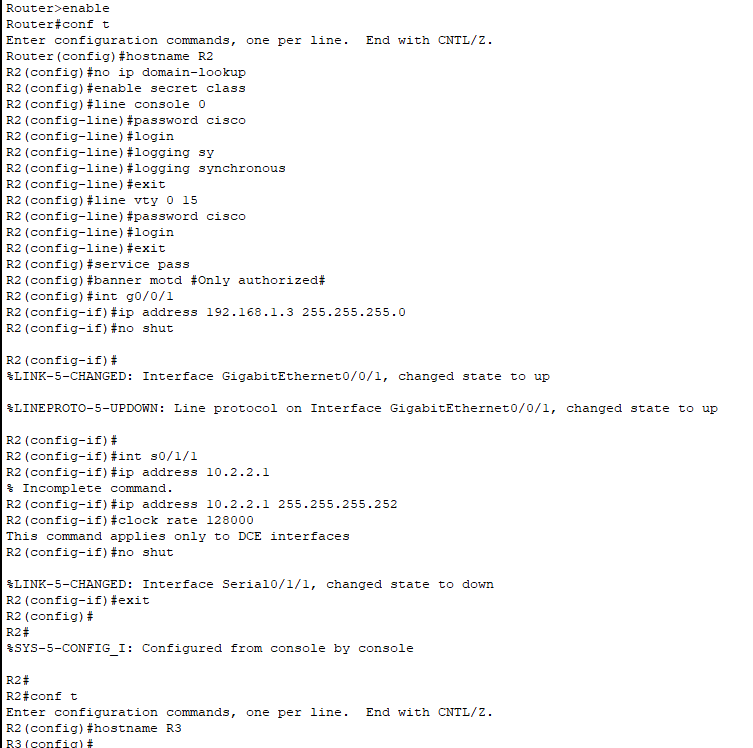 Router>enable
Router#conf t
Enter configuration commands, one per line.  End with CNTL/Z.
Router(config)#hostname R2
R2(config)#no ip domain-lookup
R2(config)#enable secret class
R2(config)#line console 0
R2(config-line)#password cisco
R2(config-line)#login
R2(config-line)#logging sy
R2(config-line)#logging synchronous
R2(config-line)#exit
R2(config)#line vty 0 15
R2(config-line)#password cisco
R2(config-line)#login
R2(config-line)#exit
R2(config)#service pass
R2(config)#banner motd #Only authorized#
R2(config)#int g0/0/1
R2(config-if)#ip address 192.168.1.3 255.255.255.0
R2(config-if)#no shut
R2(config-if)#
%LINK-5-CHANGED: Interface GigabitEthernet0/0/1, changed state to up
%LINEPROTO-5-UPDOWN: Line protocol on Interface GigabitEthernet0/0/1, changed state to up
R2(config-if)#
R2(config-if)#int s0/1/1
R2(config-if)#ip address 10.2.2.1
% Incomplete command.
R2(config-if)#ip address 10.2.2.1 255.255.255.252
R2(config-if)#clock rate 128000
This command applies only to DCE interfaces
R2(config-if)#no shut
%LINK-5-CHANGED: Interface Serial0/1/1, changed state to down
R2(config-if)#exit
R2(config)#
R2#
%SYS-5-CONFIG_I: Configured from console by console
R2#
R2#conf t
Enter configuration commands, one per line.  End with CNTL/Z.
R2(config)#hostname R3
R3(config)#